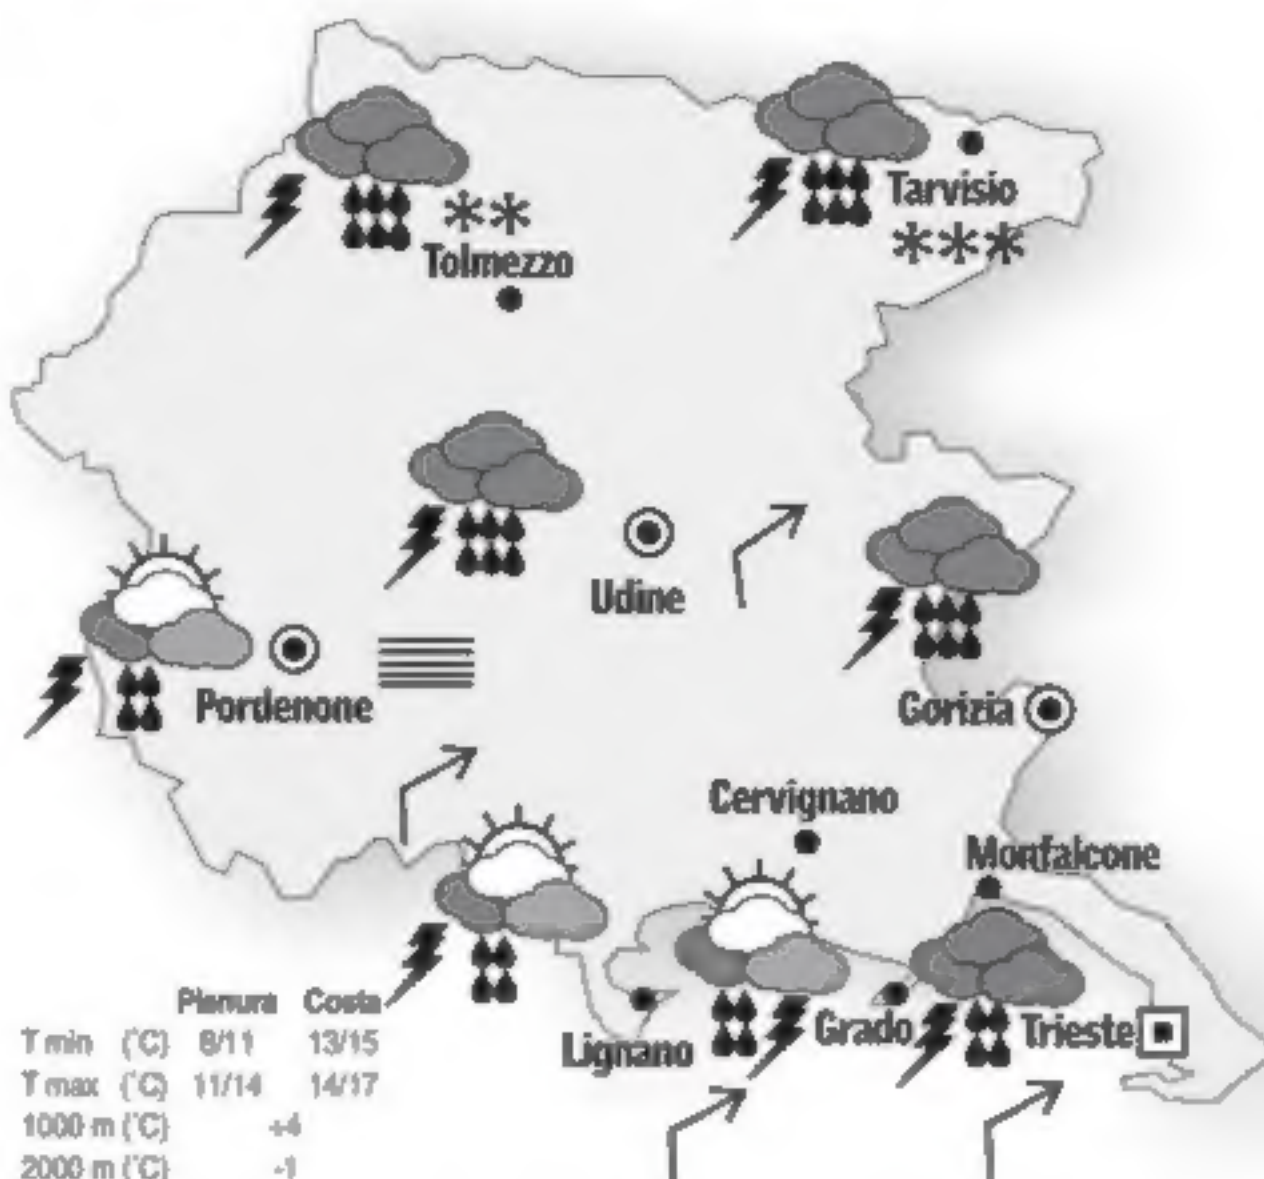 Tarvisio
Tolmezzo
Udine
Pordenone
Gorizia
Cervignano
Monfalcone
Lignano
Grado
Trieste
Pianura Costa
T min (°C) 8/11 13/15
T max (°C) 11/14 14/17
1000 m (°C) +4
2000 m (°C) -1